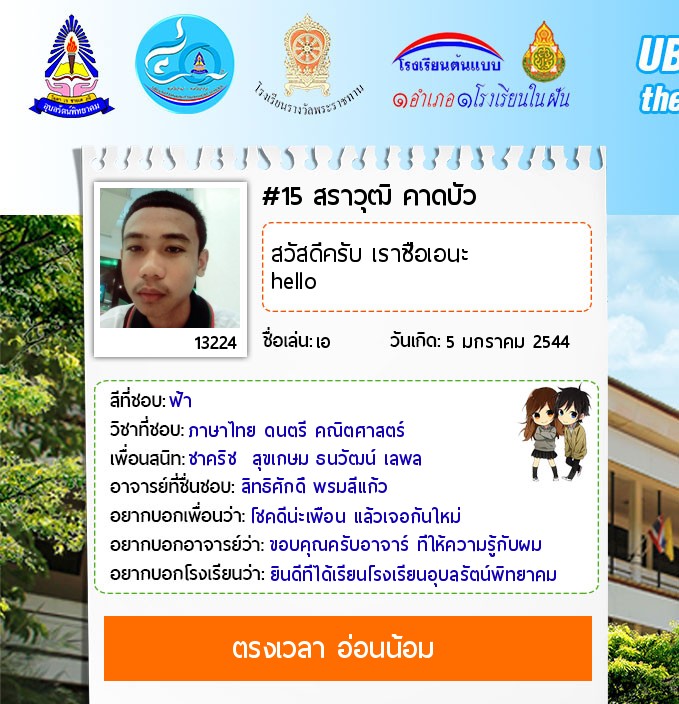 อุบลรัตน์พิทยาคม
โรงเรียนรางวัลพระราชทาน
โรงเรียนต้นแบบ
๑อำเภอ๑โรงเรียนในฝัน
UB
the
#15 สราวุฒิ คาดบัว
สวัสดีครับ เราชื่อเอนะ
hello
13224
ชื่อเล่น: เอ วันเกิด: 5 มกราคม 2544
สีที่ชอบ: ฟ้า
วิชาที่ชอบ: ภาษาไทย ดนตรี คณิตศาสตร์
เพื่อนสนิท: ชาคริช สุขเกษม ธนวัฒน์ เลพล
อาจารย์ที่ชื่นชอบ: สิทธิศักดิ์ พรมสีแก้ว
อยากบอกเพื่อนว่า: โชคดีน่ะเพือน แล้วเจอกันใหม่
อยากบอกอาจารย์ว่า: ขอบคุณครับอาจาร์ ทีให้ความรู้กับผม
อยากบอกโรงเรียนว่า: ยินดีทีได้เรียนโรงเรียนอุบลรัตน์พิทยาคม
ตรงเวลา อ่อนน้อม